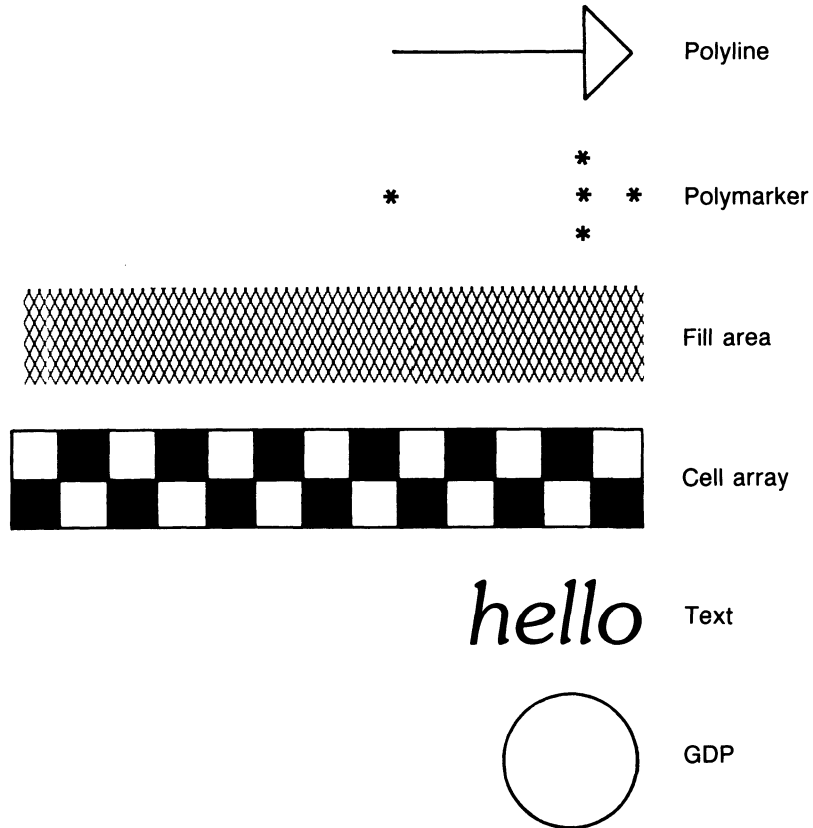 Polyline
Polymarker
Fill area
Cell array
hello Text
GDP